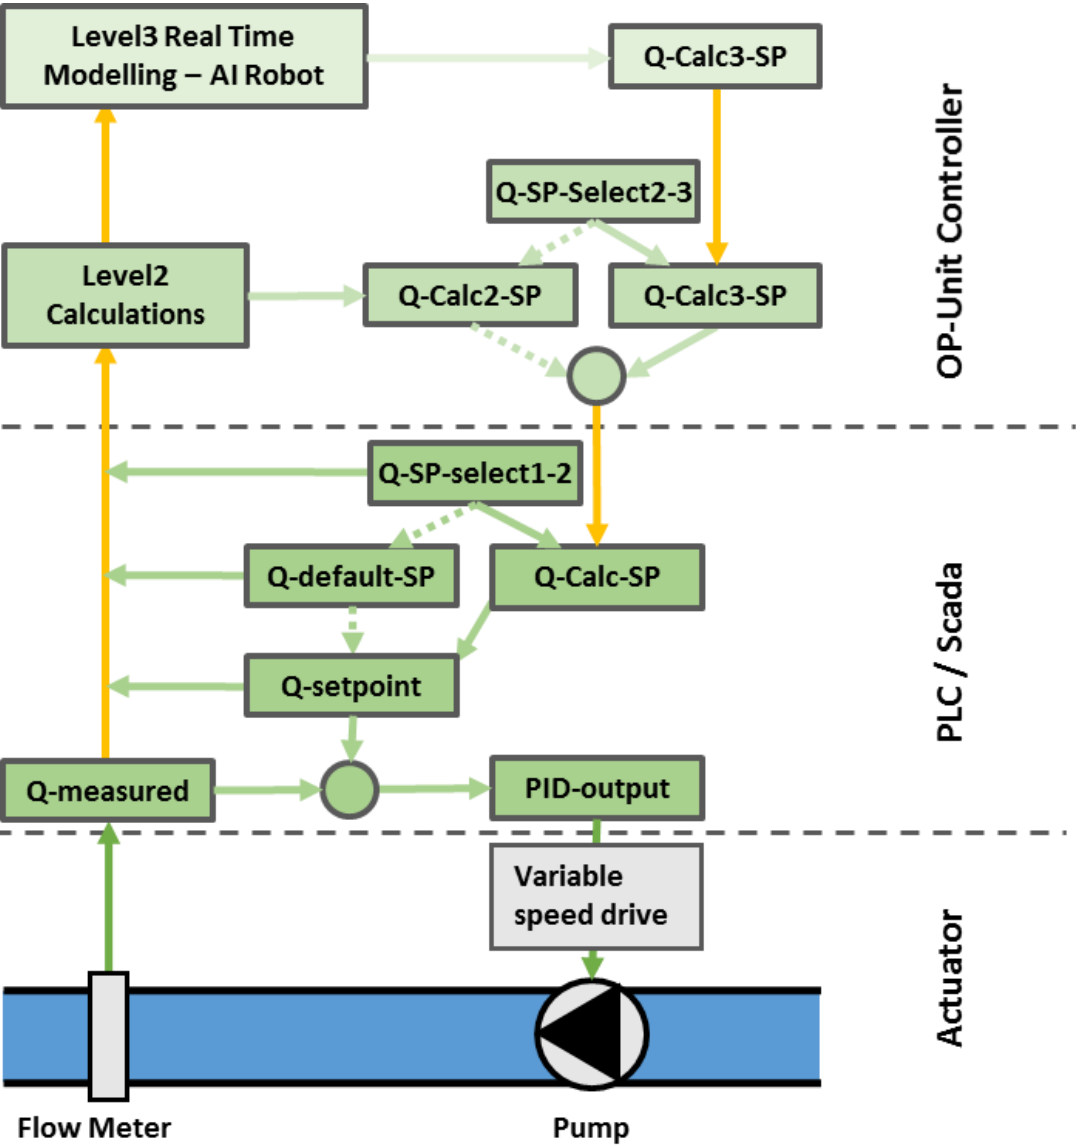 Level3 Real Time
Modelling – AI Robot
Q-Calc3-SP
Q-SP-Select2-3
Level2
Calculations
Q-Calc2-SP
Q-Calc3-SP
OP-Unit Controller
Q-SP-select1-2
Q-default-SP
Q-Calc-SP
Q-setpoint
Q-measured
PID-output
PLC / Scada
Variable
speed drive
Actuator
Flow Meter
Pump